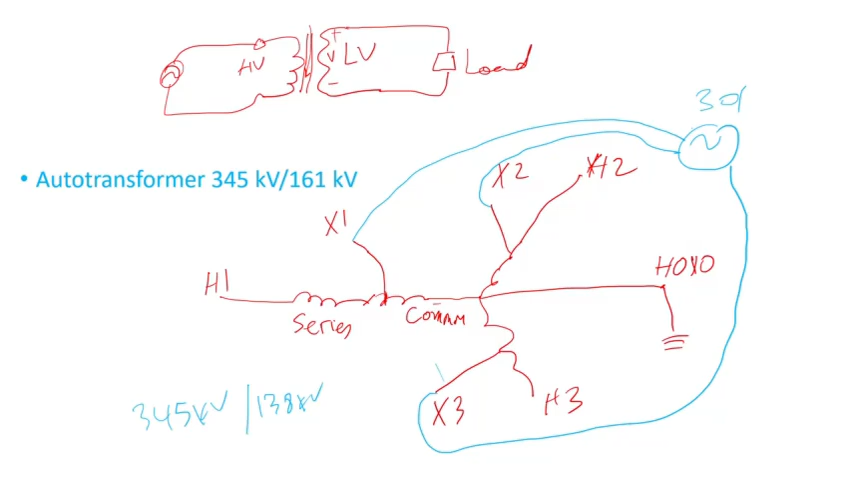 HV
LV
Load
3Ø
• Autotransformer 345 kV/161 kV
X2
H2
X1
H0X0
H1
Series
Comm
345kV / 138kV
X3
H3